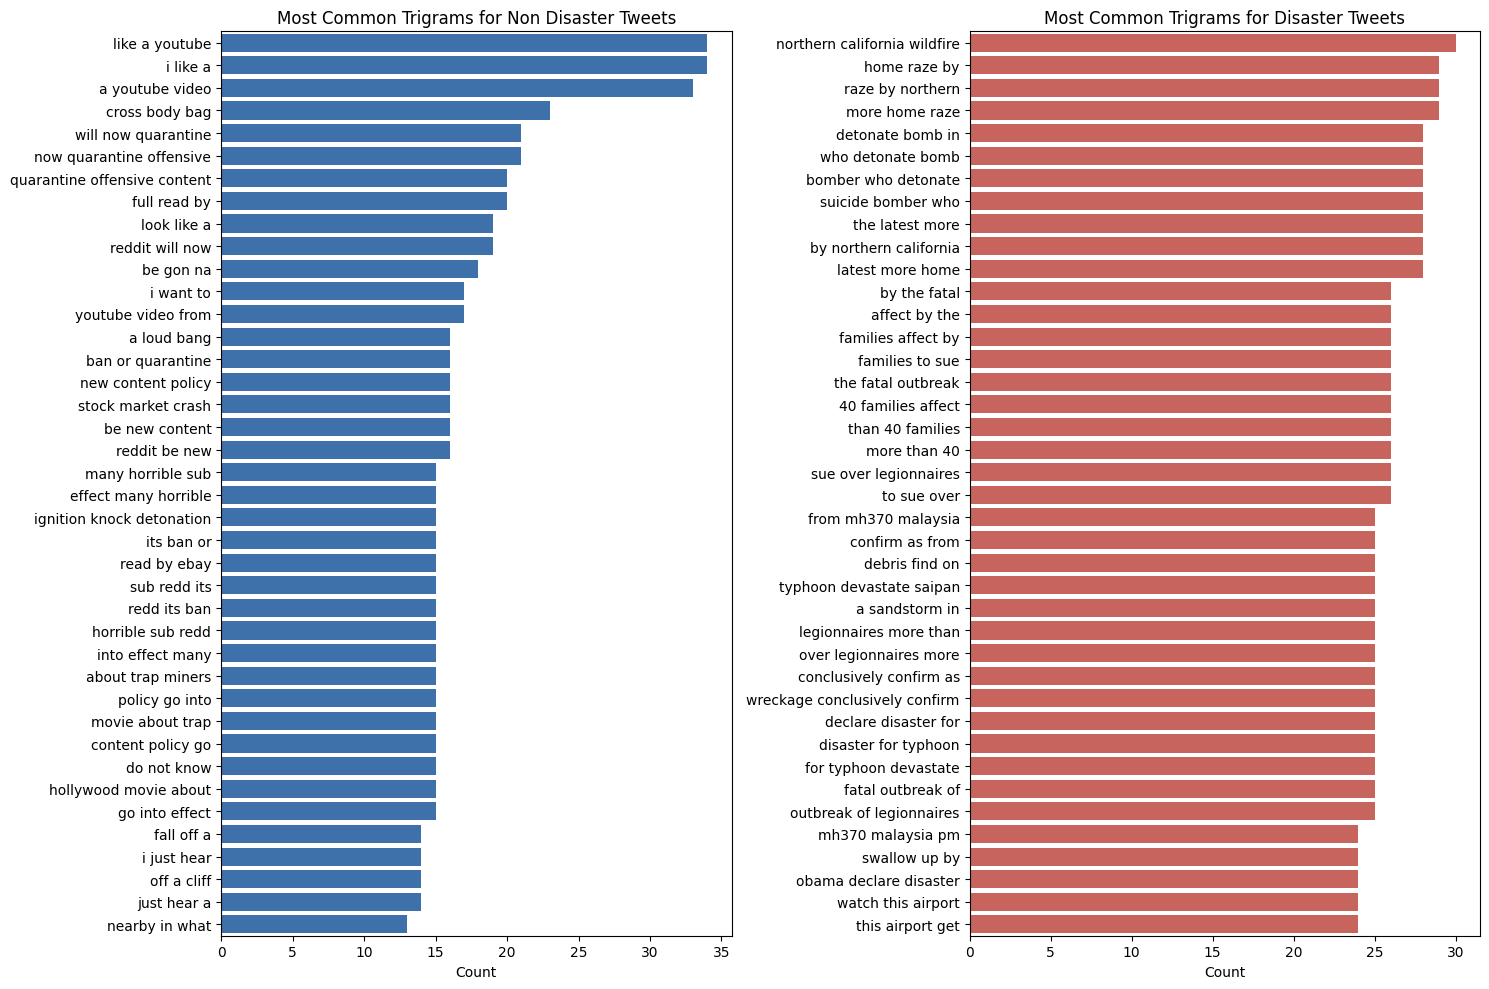 Most Common Trigrams for Non Disaster Tweets
like a youtube
i like a
a youtube video
cross body bag
will now quarantine
now quarantine offensive
quarantine offensive content
full read by
look like a
reddit will now
be gon na
i want to
youtube video from
a loud bang
ban or quarantine
new content policy
stock market crash
be new content
reddit be new
many horrible sub
effect many horrible
ignition knock detonation
its ban or
read by ebay
sub redd its
redd its ban
horrible sub redd
into effect many
about trap miners
policy go into
movie about trap
content policy go
do not know
hollywood movie about
go into effect
fall off a
i just hear
off a cliff
just hear a
nearby in what
0 5 10 15 20 25 30 35
Count
Most Common Trigrams for Disaster Tweets
northern california wildfire
home raze by
raze by northern
more home raze
detonate bomb in
who detonate bomb
bomber who detonate
suicide bomber who
the latest more
by northern california
latest more home
by the fatal
affect by the
families affect by
families to sue
the fatal outbreak
40 families affect
than 40 families
more than 40
sue over legionnaires
to sue over
from mh370 malaysia
confirm as from
debris find on
typhoon devastate saipan
a sandstorm in
legionnaires more than
over legionnaires more
conclusively confirm as
wreckage conclusively confirm
declare disaster for
disaster for typhoon
for typhoon devastate
fatal outbreak of
outbreak of legionnaires
mh370 malaysia pm
swallow up by
obama declare disaster
watch this airport
this airport get
0 5 10 15 20 25 30
Count